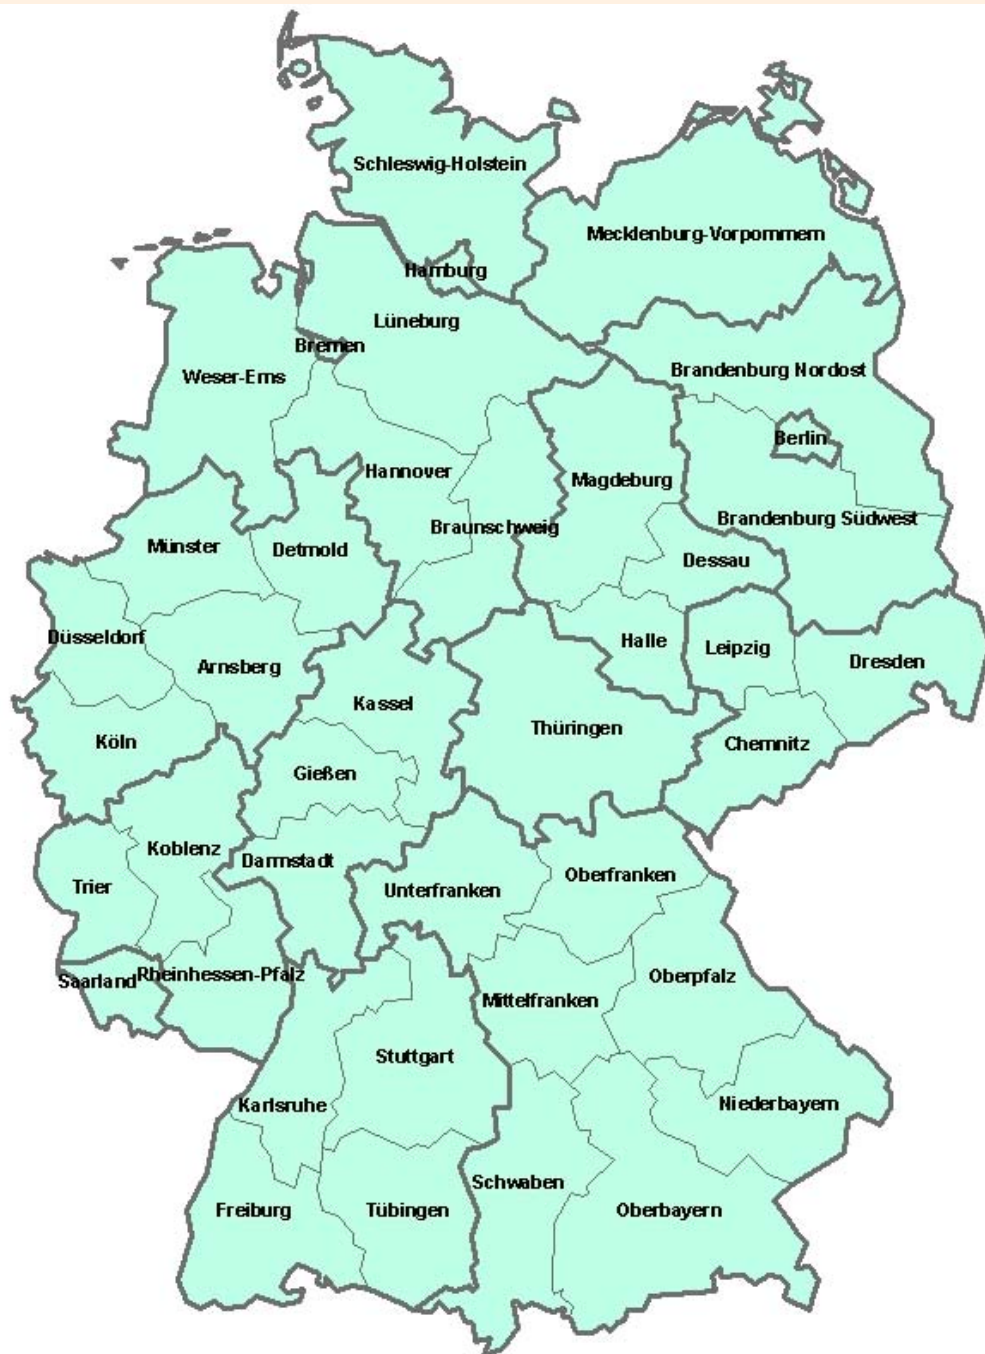 Schleswig-Holstein
Mecklenburg-Vorpommern
Hamburg
Lüneburg
Bremen
Brandenburg Nordost
Weser-Ems
Berlin
Hannover
Magdeburg
Brandenburg Südwest
Braunschweig
Münster
Detmold
Dessau
Düsseldorf
Halle
Leipzig
Arnsberg
Dresden
Kassel
Thüringen
Köln
Chemnitz
Gießen
Koblenz
Darmstadt
Oberfranken
Trier
Unterfranken
Saarland
Rheinhessen-Pfalz
Oberpfalz
Mittelfranken
Stuttgart
Karlsruhe
Niederbayern
Schwaben
Freiburg
Tübingen
Oberbayern